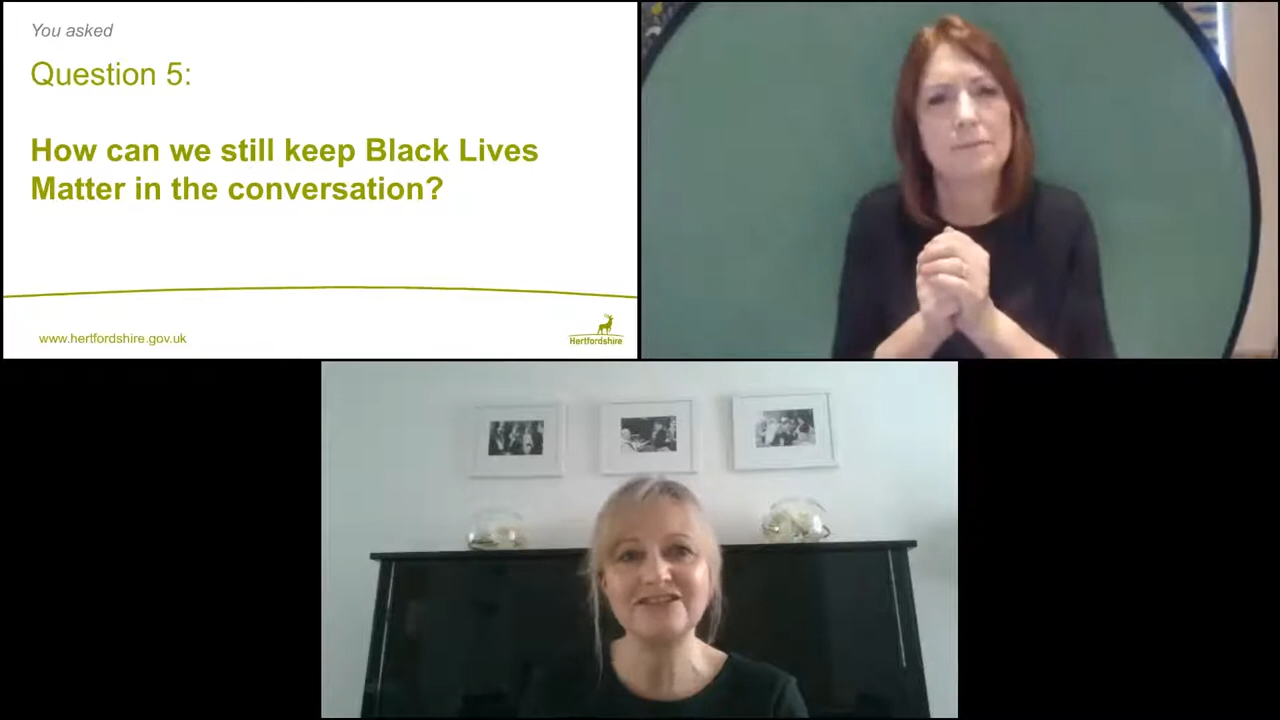 You asked
Question 5:
How can we still keep Black Lives
Matter in the conversation?
www.hertfordshire.gov.uk
Hertfordshire